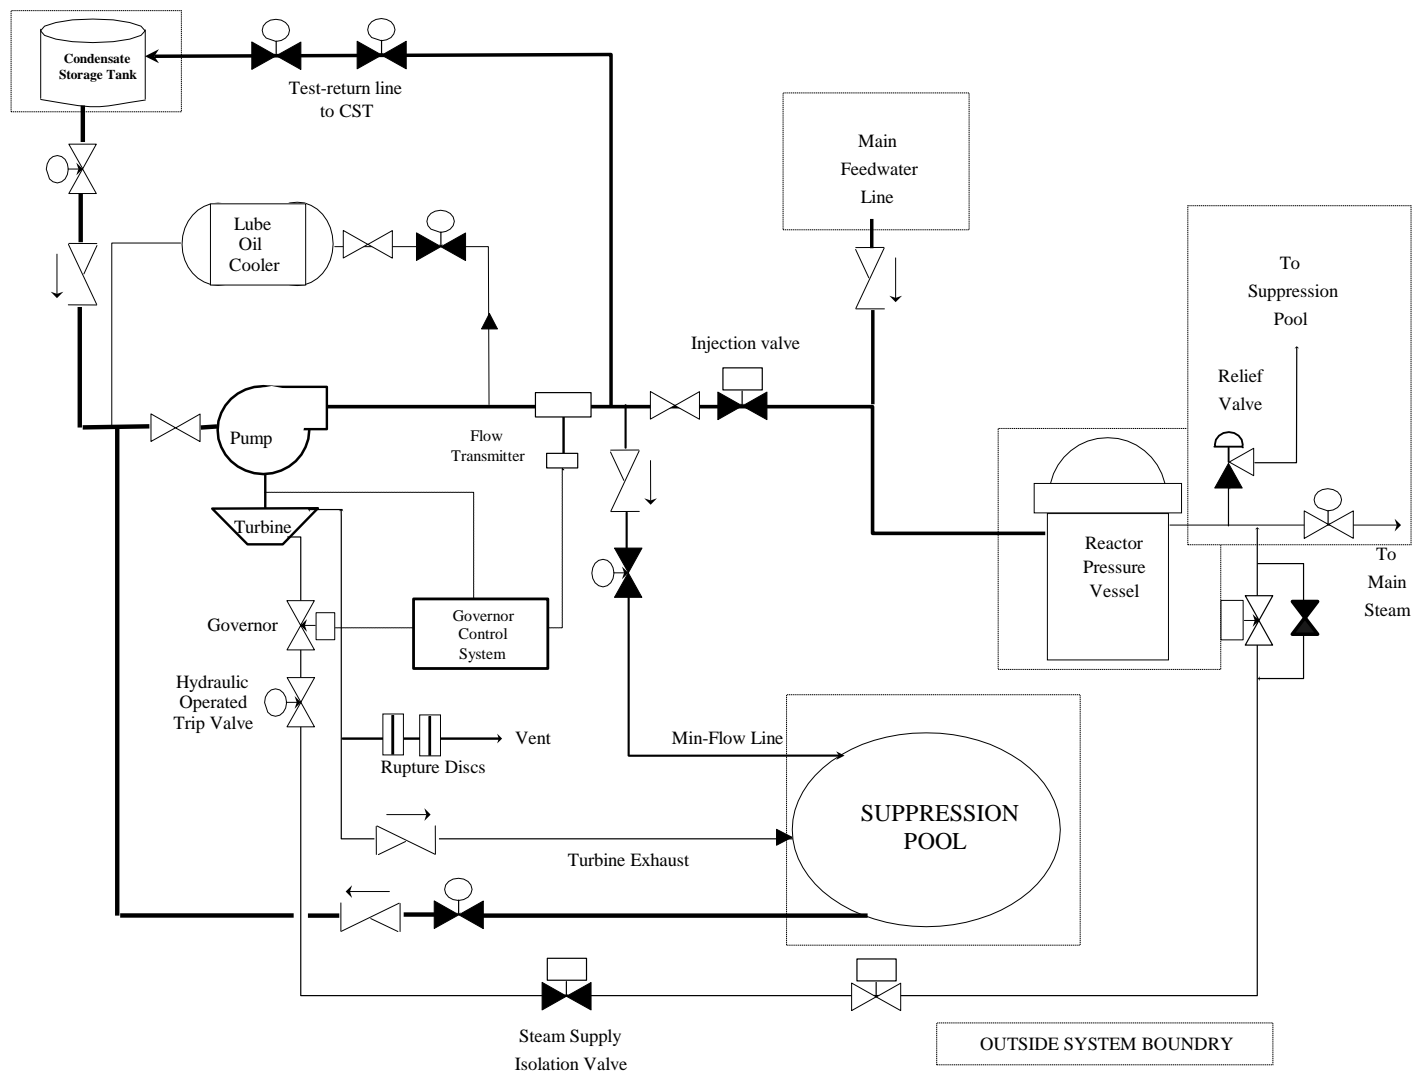 Condensate
Storage Tank
Test-return line
to CST
Main
Feedwater
Line
Lube
Oil
Cooler
To
Suppression
Pool
Injection valve
Relief
Valve
Pump
Flow
Transmitter
Turbine
Reactor
Pressure
Vessel
To
Main
Steam
Governor
Governor
Control
System
Hydraulic
Operated
Trip Valve
Vent
Rupture Discs
Min-Flow Line
SUPPRESSION
POOL
Turbine Exhaust
Steam Supply
Isolation Valve
OUTSIDE SYSTEM BOUNDRY